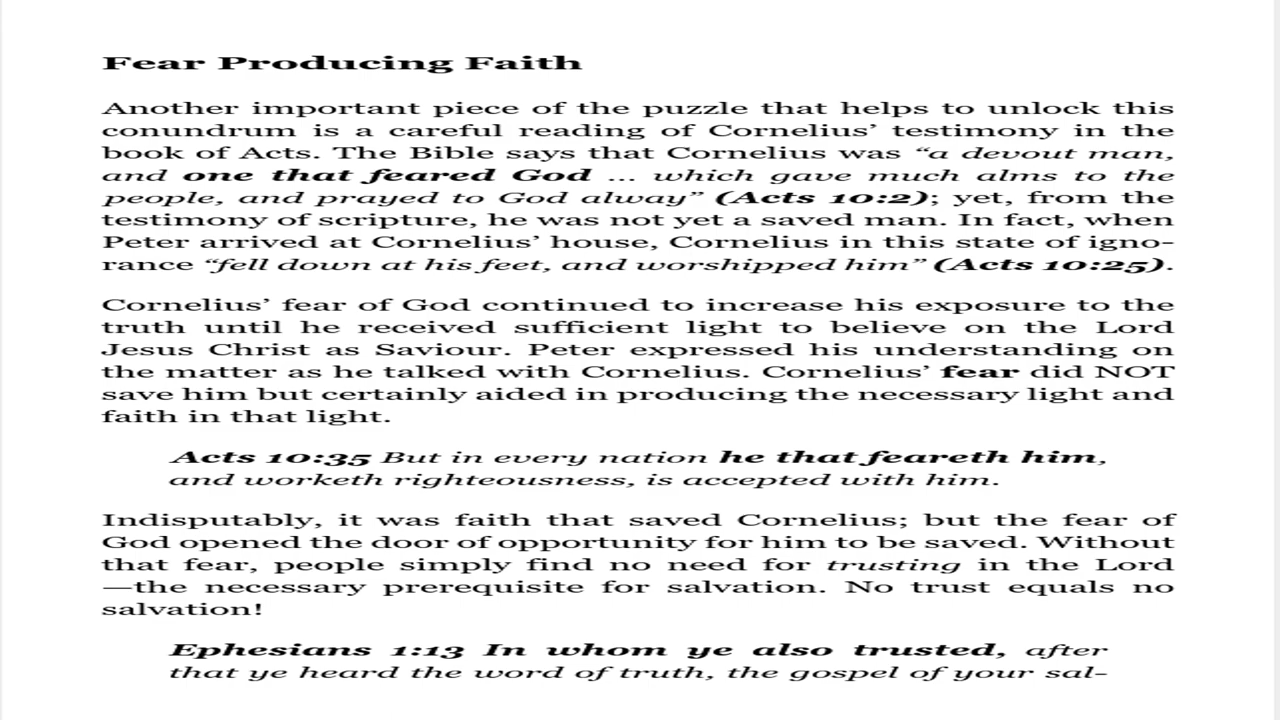 Fear Producing Faith
Another important piece of the puzzle that helps to unlock this
conundrum is a careful reading of Cornelius’ testimony in the
book of Acts. The Bible says that Cornelius was “a devout man,
and one that feared God ... which gave much alms to the
people, and prayed to God alway” (Acts 10:2); yet, from the
testimony of scripture, he was not yet a saved man. In fact, when
Peter arrived at Cornelius’ house, Cornelius in this state of igno-
rance “fell down at his feet, and worshipped him” (Acts 10:25).
Cornelius’ fear of God continued to increase his exposure to the
truth until he received sufficient light to believe on the Lord
Jesus Christ as Saviour. Peter expressed his understanding on
the matter as he talked with Cornelius. Cornelius’ fear did NOT
save him but certainly aided in producing the necessary light and
faith in that light.
Acts 10:35 But in every nation he that feareth him,
and worketh righteousness, is accepted with him.
Indisputably, it was faith that saved Cornelius; but the fear of
God opened the door of opportunity for him to be saved. Without
that fear, people simply find no need for trusting in the Lord
—the necessary prerequisite for salvation. No trust equals no
salvation!
Ephesians 1:13 In whom ye also trusted, after
that ye heard the word of truth, the gospel of your sal-